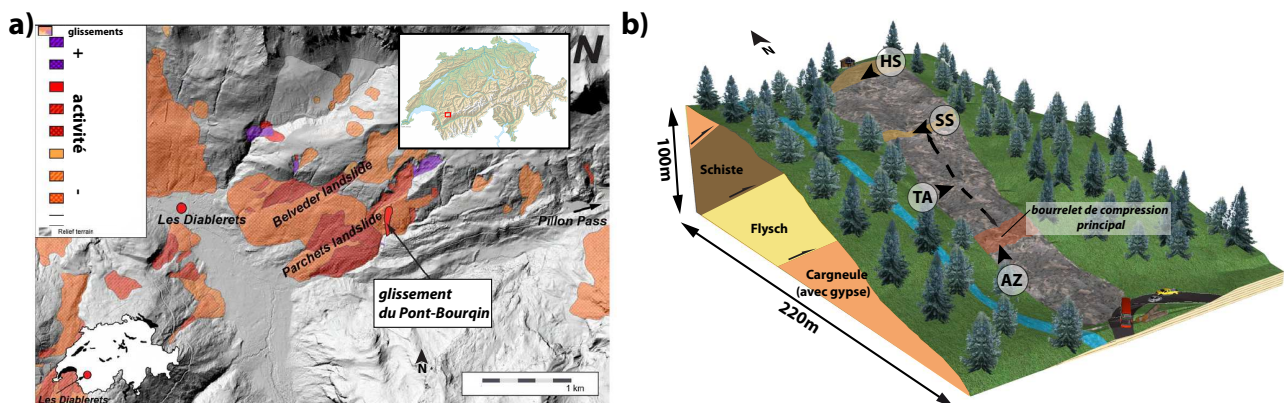 a)
glissements
+
activité
-
Relief terrain
N
Belveder landslide
Les Diablerets
Parchets landslide
Pillon Pass
glissement
du Pont-Bourqin
N
1 km
Les Diablerets
b)
N
HS
SS
100m
Schiste
TA
bourrelet de compression
principal
Flysch
AZ
Cargneule
(avec gypse)
220m